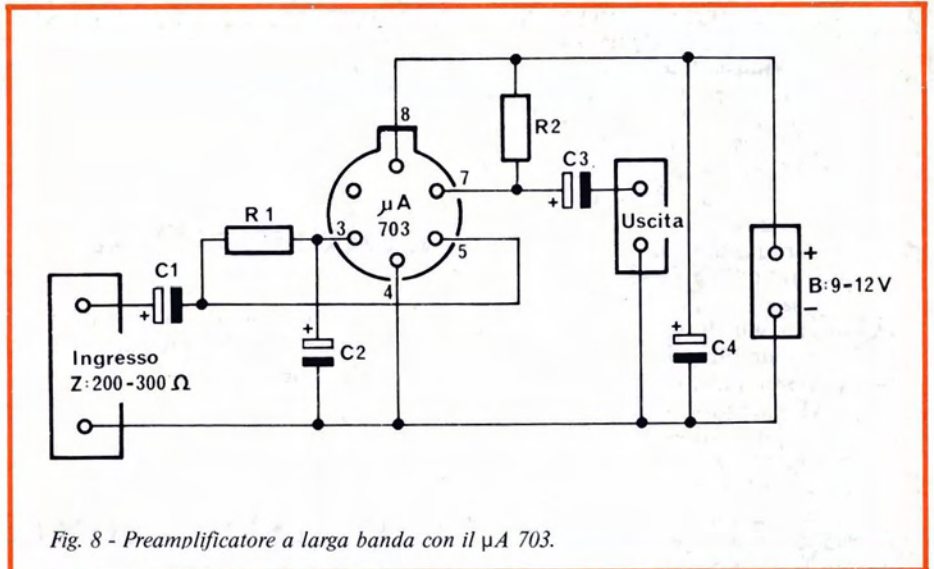 8
R2
C3
7
+
μA
703
Uscita
R 1
3
5
+
C1
4
B:9-12V
-
+
+
+
C2
C4
Ingresso
Z:200-300 Ω
Fig. 8 - Preamplificatore a larga banda con il μA 703.